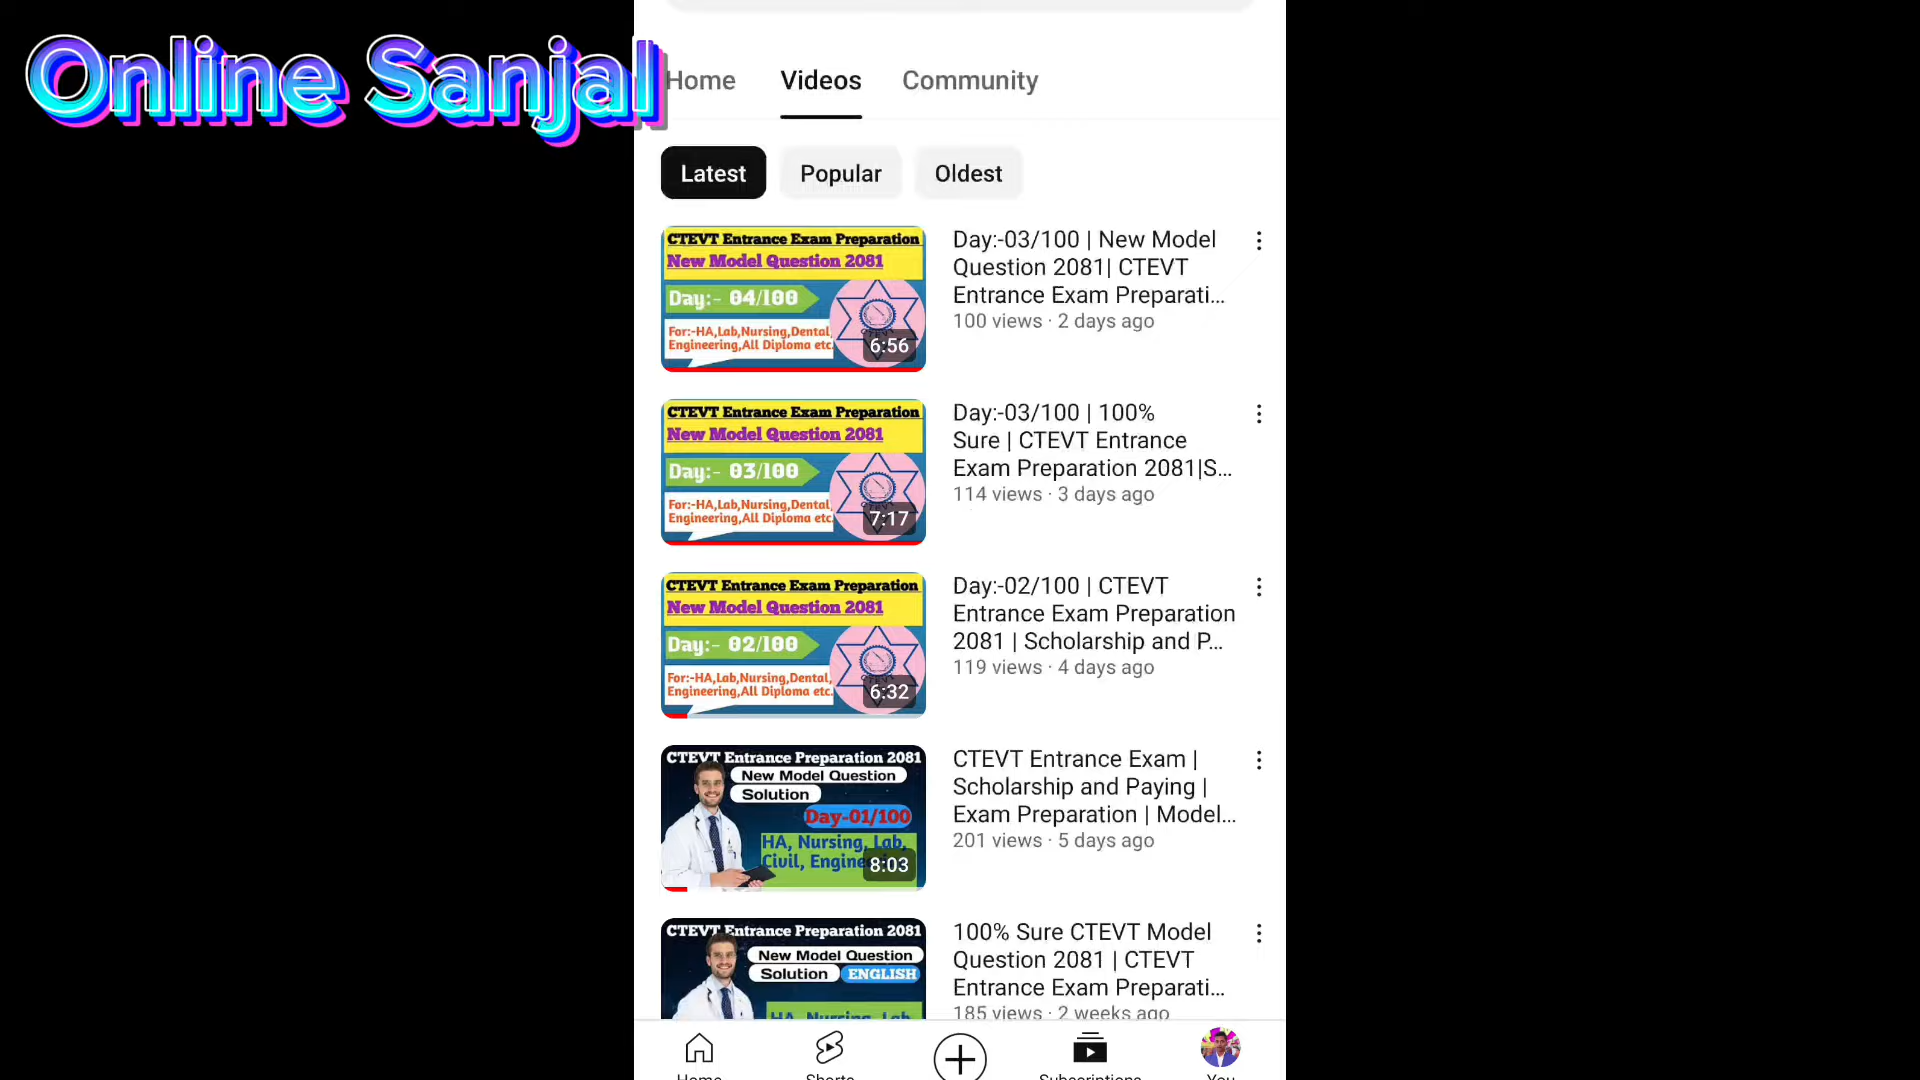 Online Sanjal
Home Videos Community
Latest Popular Oldest
CTEVT Entrance Exam Preparation
New Model Question 2081
Day:- 04/100
For:-HA,Lab,Nursing,Dental,
Engineering,All Diploma etc.
6:56
Day:-03/100 | New Model
Question 2081| CTEVT
Entrance Exam Preparati...
100 views · 2 days ago
CTEVT Entrance Exam Preparation
New Model Question 2081
Day:- 03/100
For:-HA,Lab,Nursing,Dental,
Engineering,All Diploma etc.
7:17
Day:-03/100 | 100%
Sure | CTEVT Entrance
Exam Preparation 2081|S...
114 views · 3 days ago
CTEVT Entrance Exam Preparation
New Model Question 2081
Day:- 02/100
For:-HA,Lab,Nursing,Dental,
Engineering,All Diploma etc.
6:32
Day:-02/100 | CTEVT
Entrance Exam Preparation
2081 | Scholarship and P...
119 views · 4 days ago
CTEVT Entrance Preparation 2081
New Model Question
Solution
Day-01/100
HA, Nursing, Lab,
Civil, Engine
8:03
CTEVT Entrance Exam |
Scholarship and Paying |
Exam Preparation | Model...
201 views · 5 days ago
CTEVT Entrance Preparation 2081
New Model Question
Solution ENGLISH
HA, Nursing, Lab
100% Sure CTEVT Model
Question 2081 | CTEVT
Entrance Exam Preparati...
185 views · 2 weeks ago
Home Shorts Subscriptions You